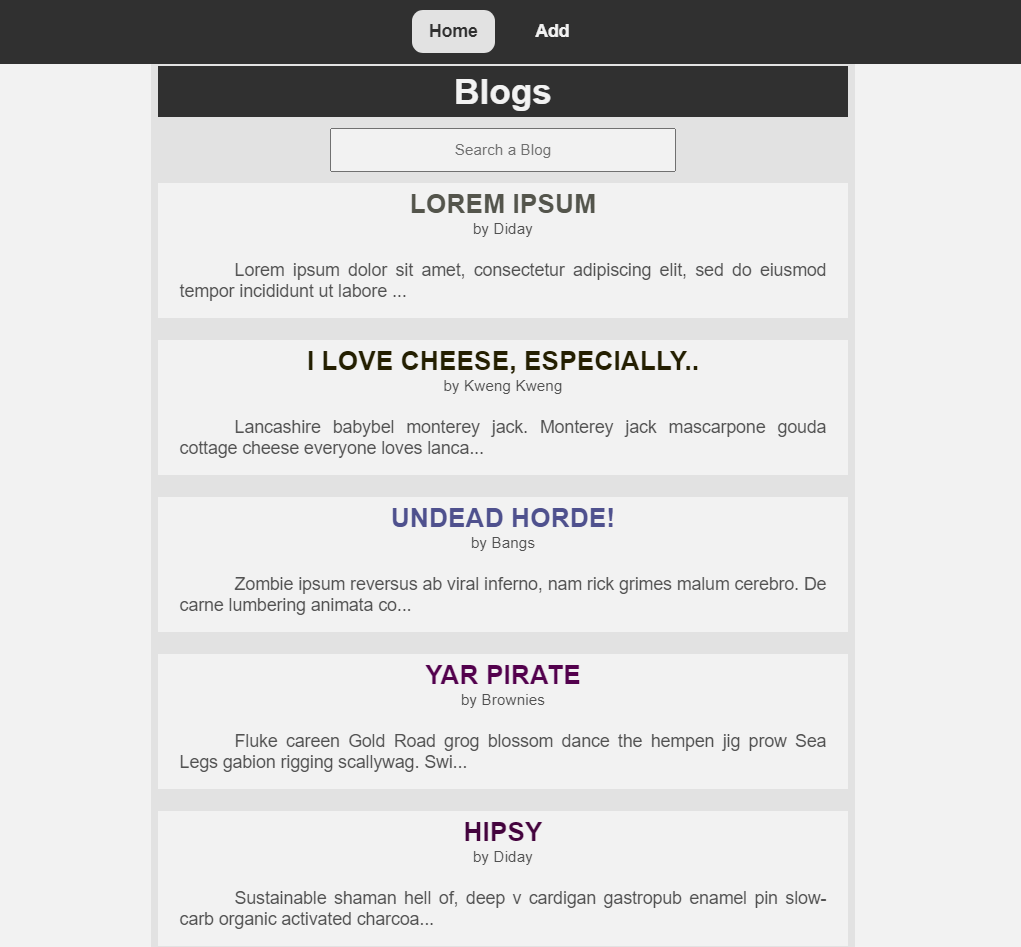 Home Add
Blogs
Search a Blog
LOREM IPSUM
by Diday
Lorem ipsum dolor sit amet, consectetur adipiscing elit, sed do eiusmod
tempor incididunt ut labore ...
I LOVE CHEESE, ESPECIALLY..
by Kweng Kweng
Lancashire babybel monterey jack. Monterey jack mascarpone gouda
cottage cheese everyone loves lanca...
UNDEAD HORDE!
by Bangs
Zombie ipsum reversus ab viral inferno, nam rick grimes malum cerebro. De
carne lumbering animata co...
YAR PIRATE
by Brownies
Fluke careen Gold Road grog blossom dance the hempen jig prow Sea
Legs gabion rigging scallywag. Swi...
HIPSY
by Diday
Sustainable shaman hell of, deep v cardigan gastropub enamel pin slow-
carb organic activated charcoa...